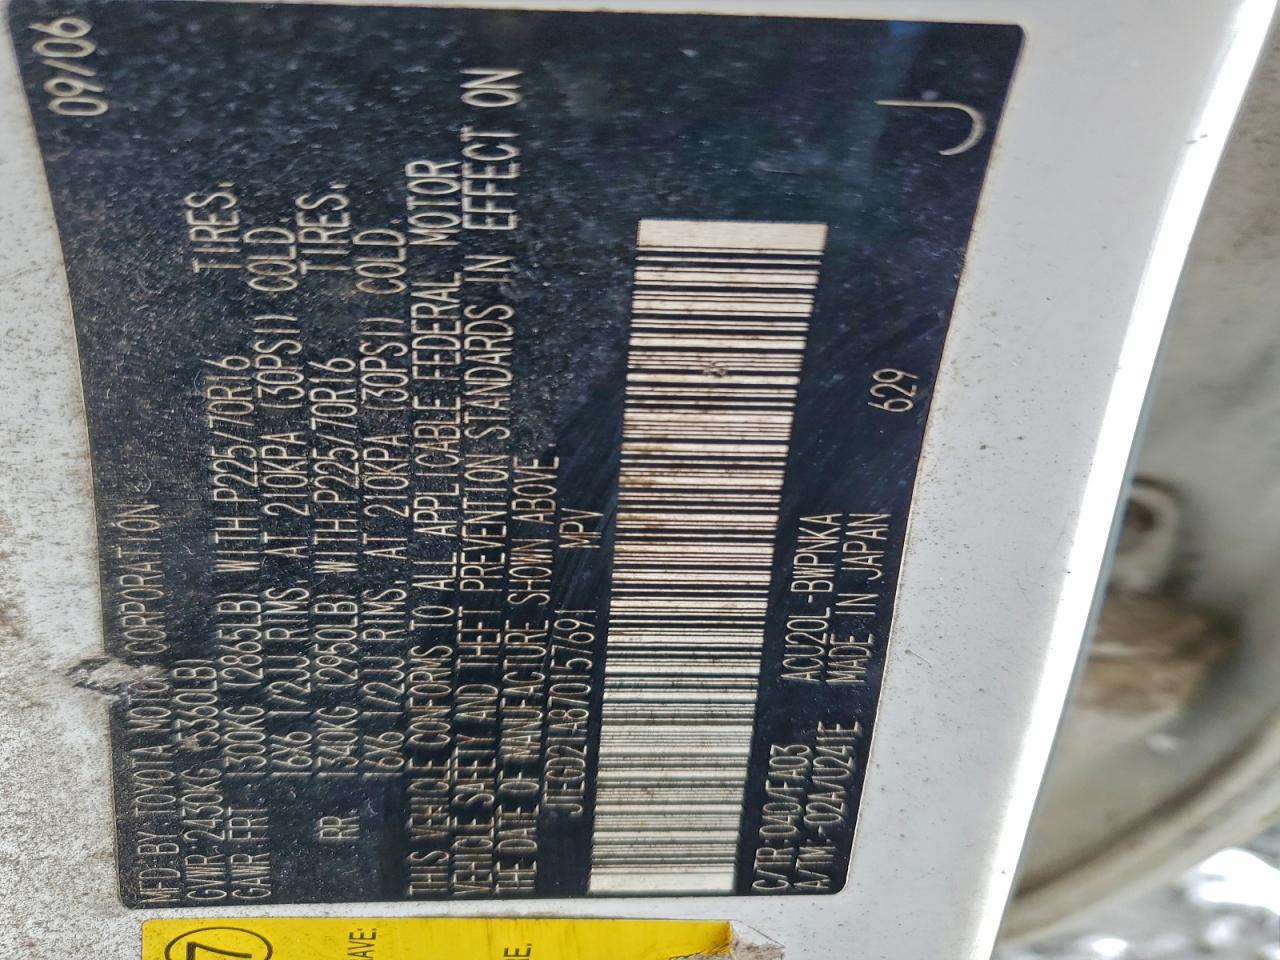 MFD BY TOYOTA MOTOR CORPORATION 09/06
GVWR 2430KG 5360LB)
GAWR FRT 1300KG 2865LB) WITH P225/70R16 TIRES.
16X6 1/2JJ RIMS. AT 210KPA (30PSI) COLD.
RR 1340KG 2950LB) WITH P225/70R16 TIRES.
16X6 1/2JJ RIMS. AT 210KPA (30PSI) COLD.
THIS VEHICLE CONFORMS TO ALL APPLICABLE FEDERAL MOTOR
VEHICLE SAFETY AND THEFT PREVENTION STANDARDS IN EFFECT ON
THE DATE OF MANUFACTURE SHOWN ABOVE.
JTEGD21A870157691 MPV
C/TR:040/FA03 ACU20L-BWPNKA
A/TM:-02A/U241E MADE IN JAPAN 629
J
7
AVE: